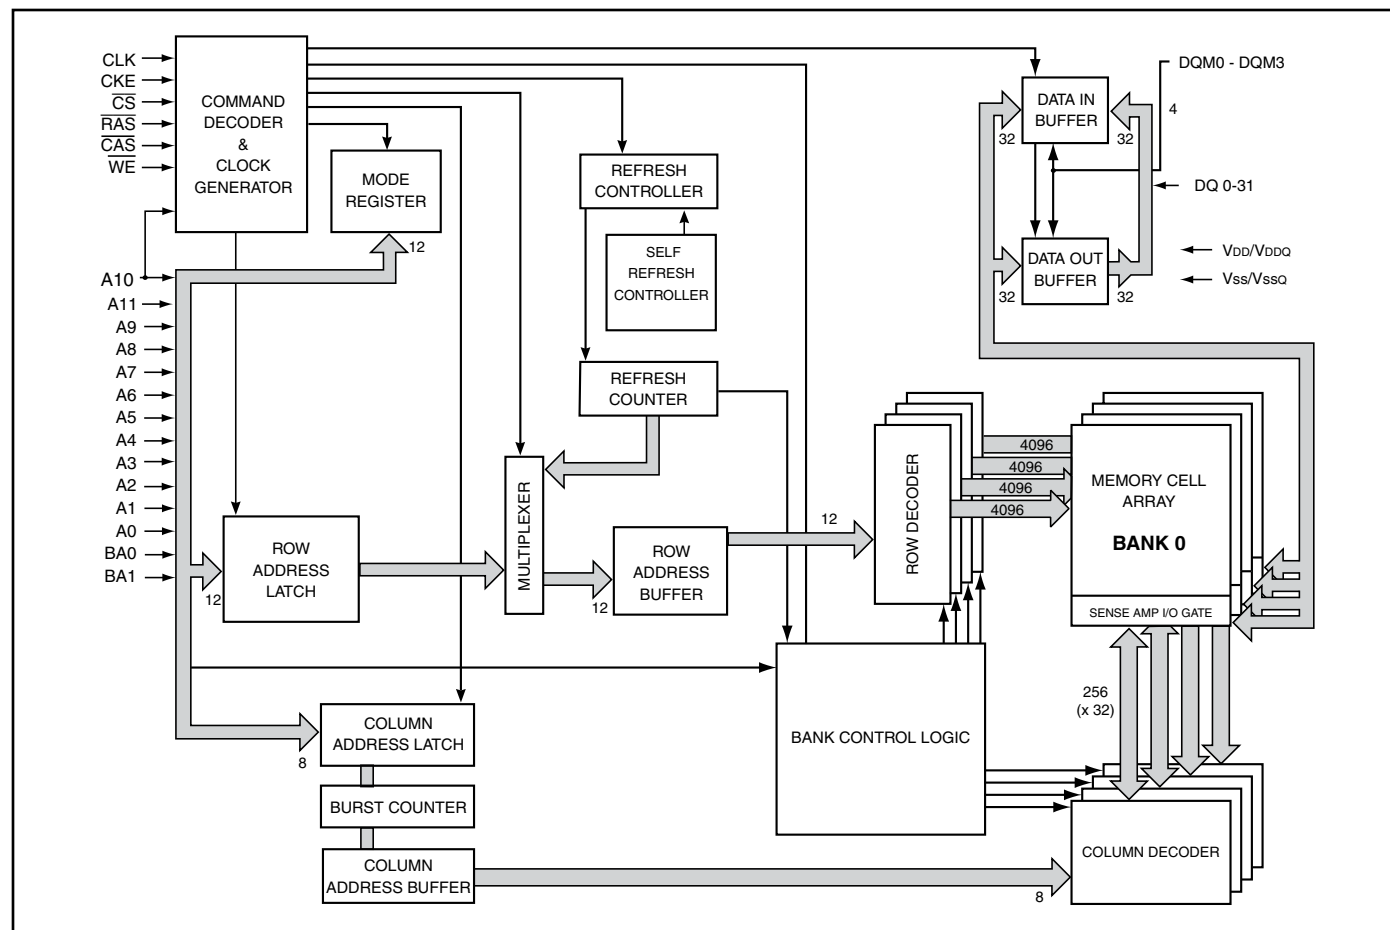 CLK
CKE
CS
RAS
CAS
WE
COMMAND
DECODER
&
CLOCK
GENERATOR
MODE
REGISTER
12
REFRESH
CONTROLLER
SELF
REFRESH
CONTROLLER
REFRESH
COUNTER
DATA IN
BUFFER
DQM0 - DQM3
4
32
32
DQ 0-31
DATA OUT
BUFFER
32
32
VDD/VDDQ
Vss/VssQ
A10
A11
A9
A8
A7
A6
A5
A4
A3
A2
A1
A0
BA0
BA1
12
ROW
ADDRESS
LATCH
MULTIPLEXER
12
ROW
ADDRESS
BUFFER
12
ROW DECODER
4096
4096
4096
4096
MEMORY CELL
ARRAY
BANK 0
SENSE AMP I/O GATE
256
(x 32)
BANK CONTROL LOGIC
8
COLUMN
ADDRESS LATCH
BURST COUNTER
COLUMN
ADDRESS BUFFER
8
COLUMN DECODER